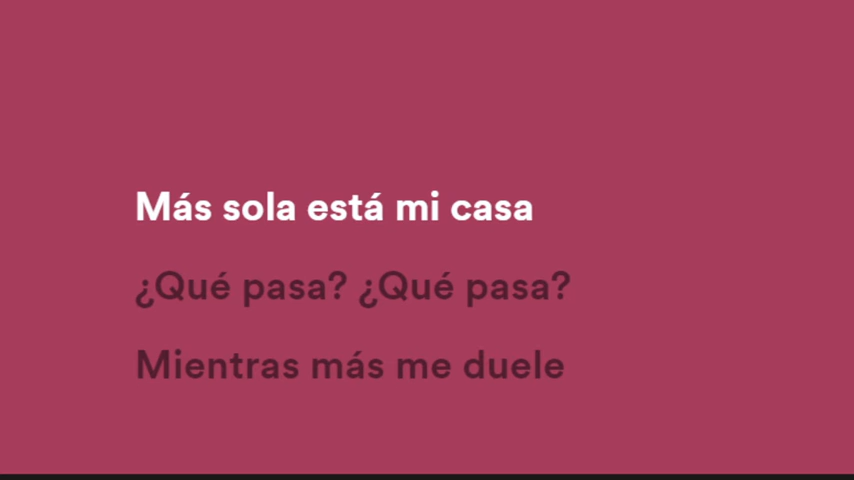 Más sola está mi casa
¿Qué pasa? ¿Qué pasa?
Mientras más me duele